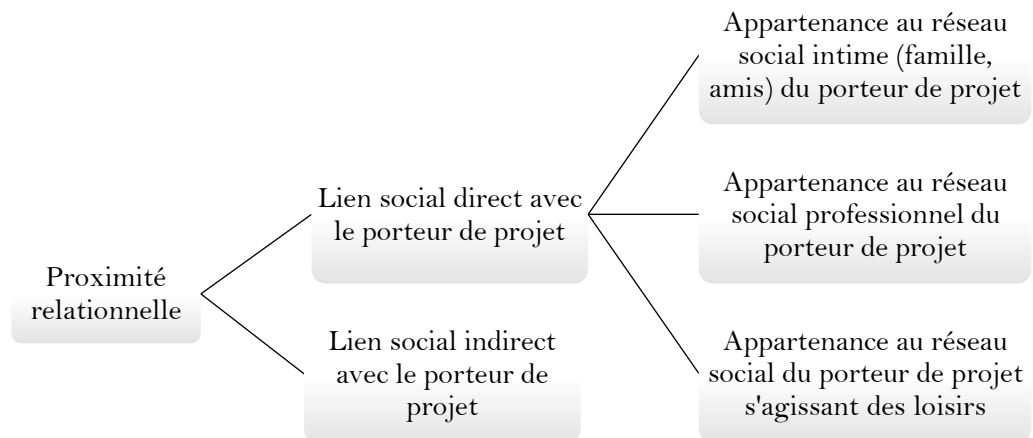 Proximité
relationnelle
Lien social direct avec
le porteur de projet
Lien social indirect
avec le porteur de
projet
Appartenance au réseau
social intime (famille,
amis) du porteur de projet
Appartenance au réseau
social professionnel du
porteur de projet
Appartenance au réseau
social du porteur de projet
s'agissant des loisirs